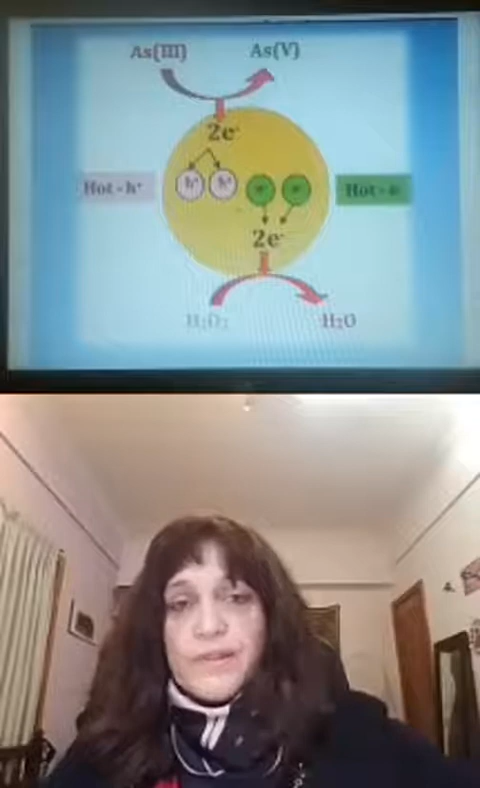 As(III) As(V)
2e-
h+ h+
Hot - h+
e- e-
Hot - e-
2e-
H₂O₂ H₂O